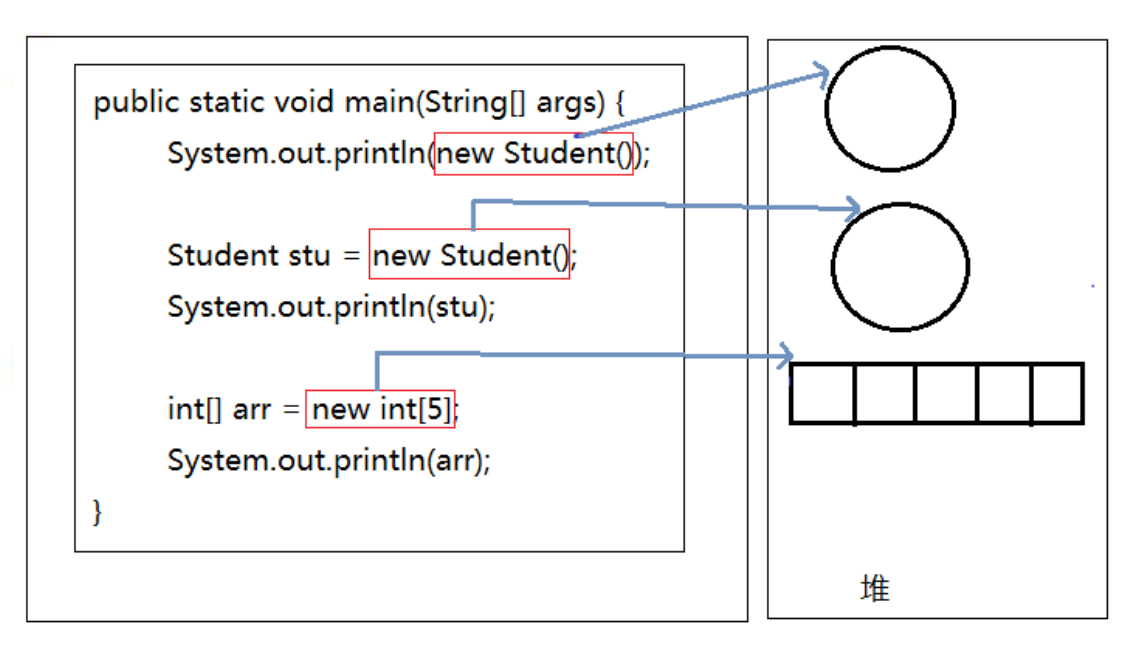 public static void main(String[] args) {
System.out.println(new Student());
Student stu = new Student();
System.out.println(stu);
int[] arr = new int[5];
System.out.println(arr);
}
堆